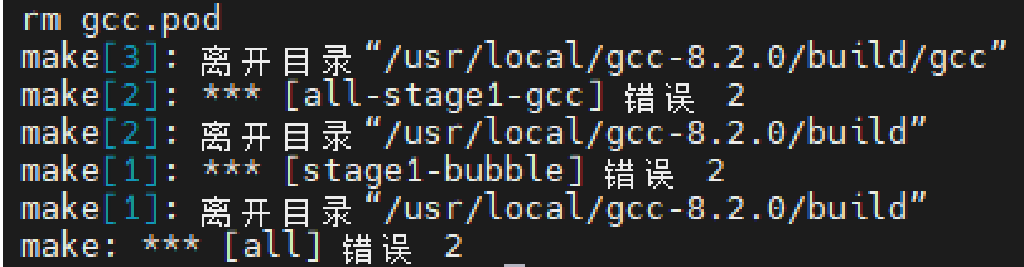 rm gcc.pod
make[3]: 离开目录“/usr/local/gcc-8.2.0/build/gcc”
make[2]: *** [all-stage1-gcc] 错误 2
make[2]: 离开目录“/usr/local/gcc-8.2.0/build”
make[1]: *** [stage1-bubble] 错误 2
make[1]: 离开目录“/usr/local/gcc-8.2.0/build”
make: *** [all] 错误 2